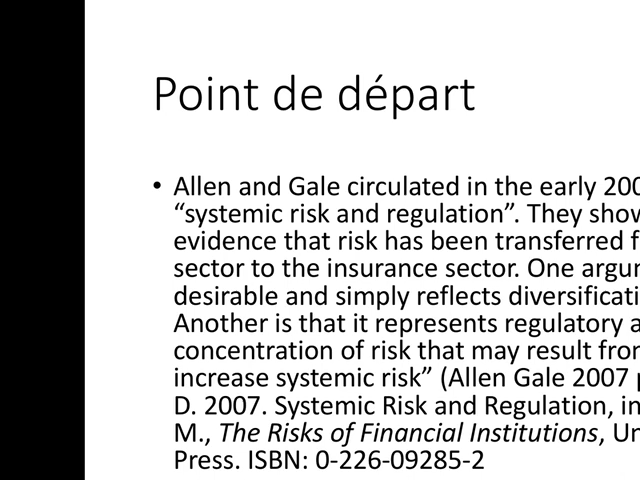 Point de départ
• Allen and Gale circulated in the early 200
“systemic risk and regulation”. They show
evidence that risk has been transferred f
sector to the insurance sector. One argu
desirable and simply reflects diversificati
Another is that it represents regulatory a
concentration of risk that may result from
increase systemic risk” (Allen Gale 2007 p
D. 2007. Systemic Risk and Regulation, in
M., The Risks of Financial Institutions, Un
Press. ISBN: 0-226-09285-2